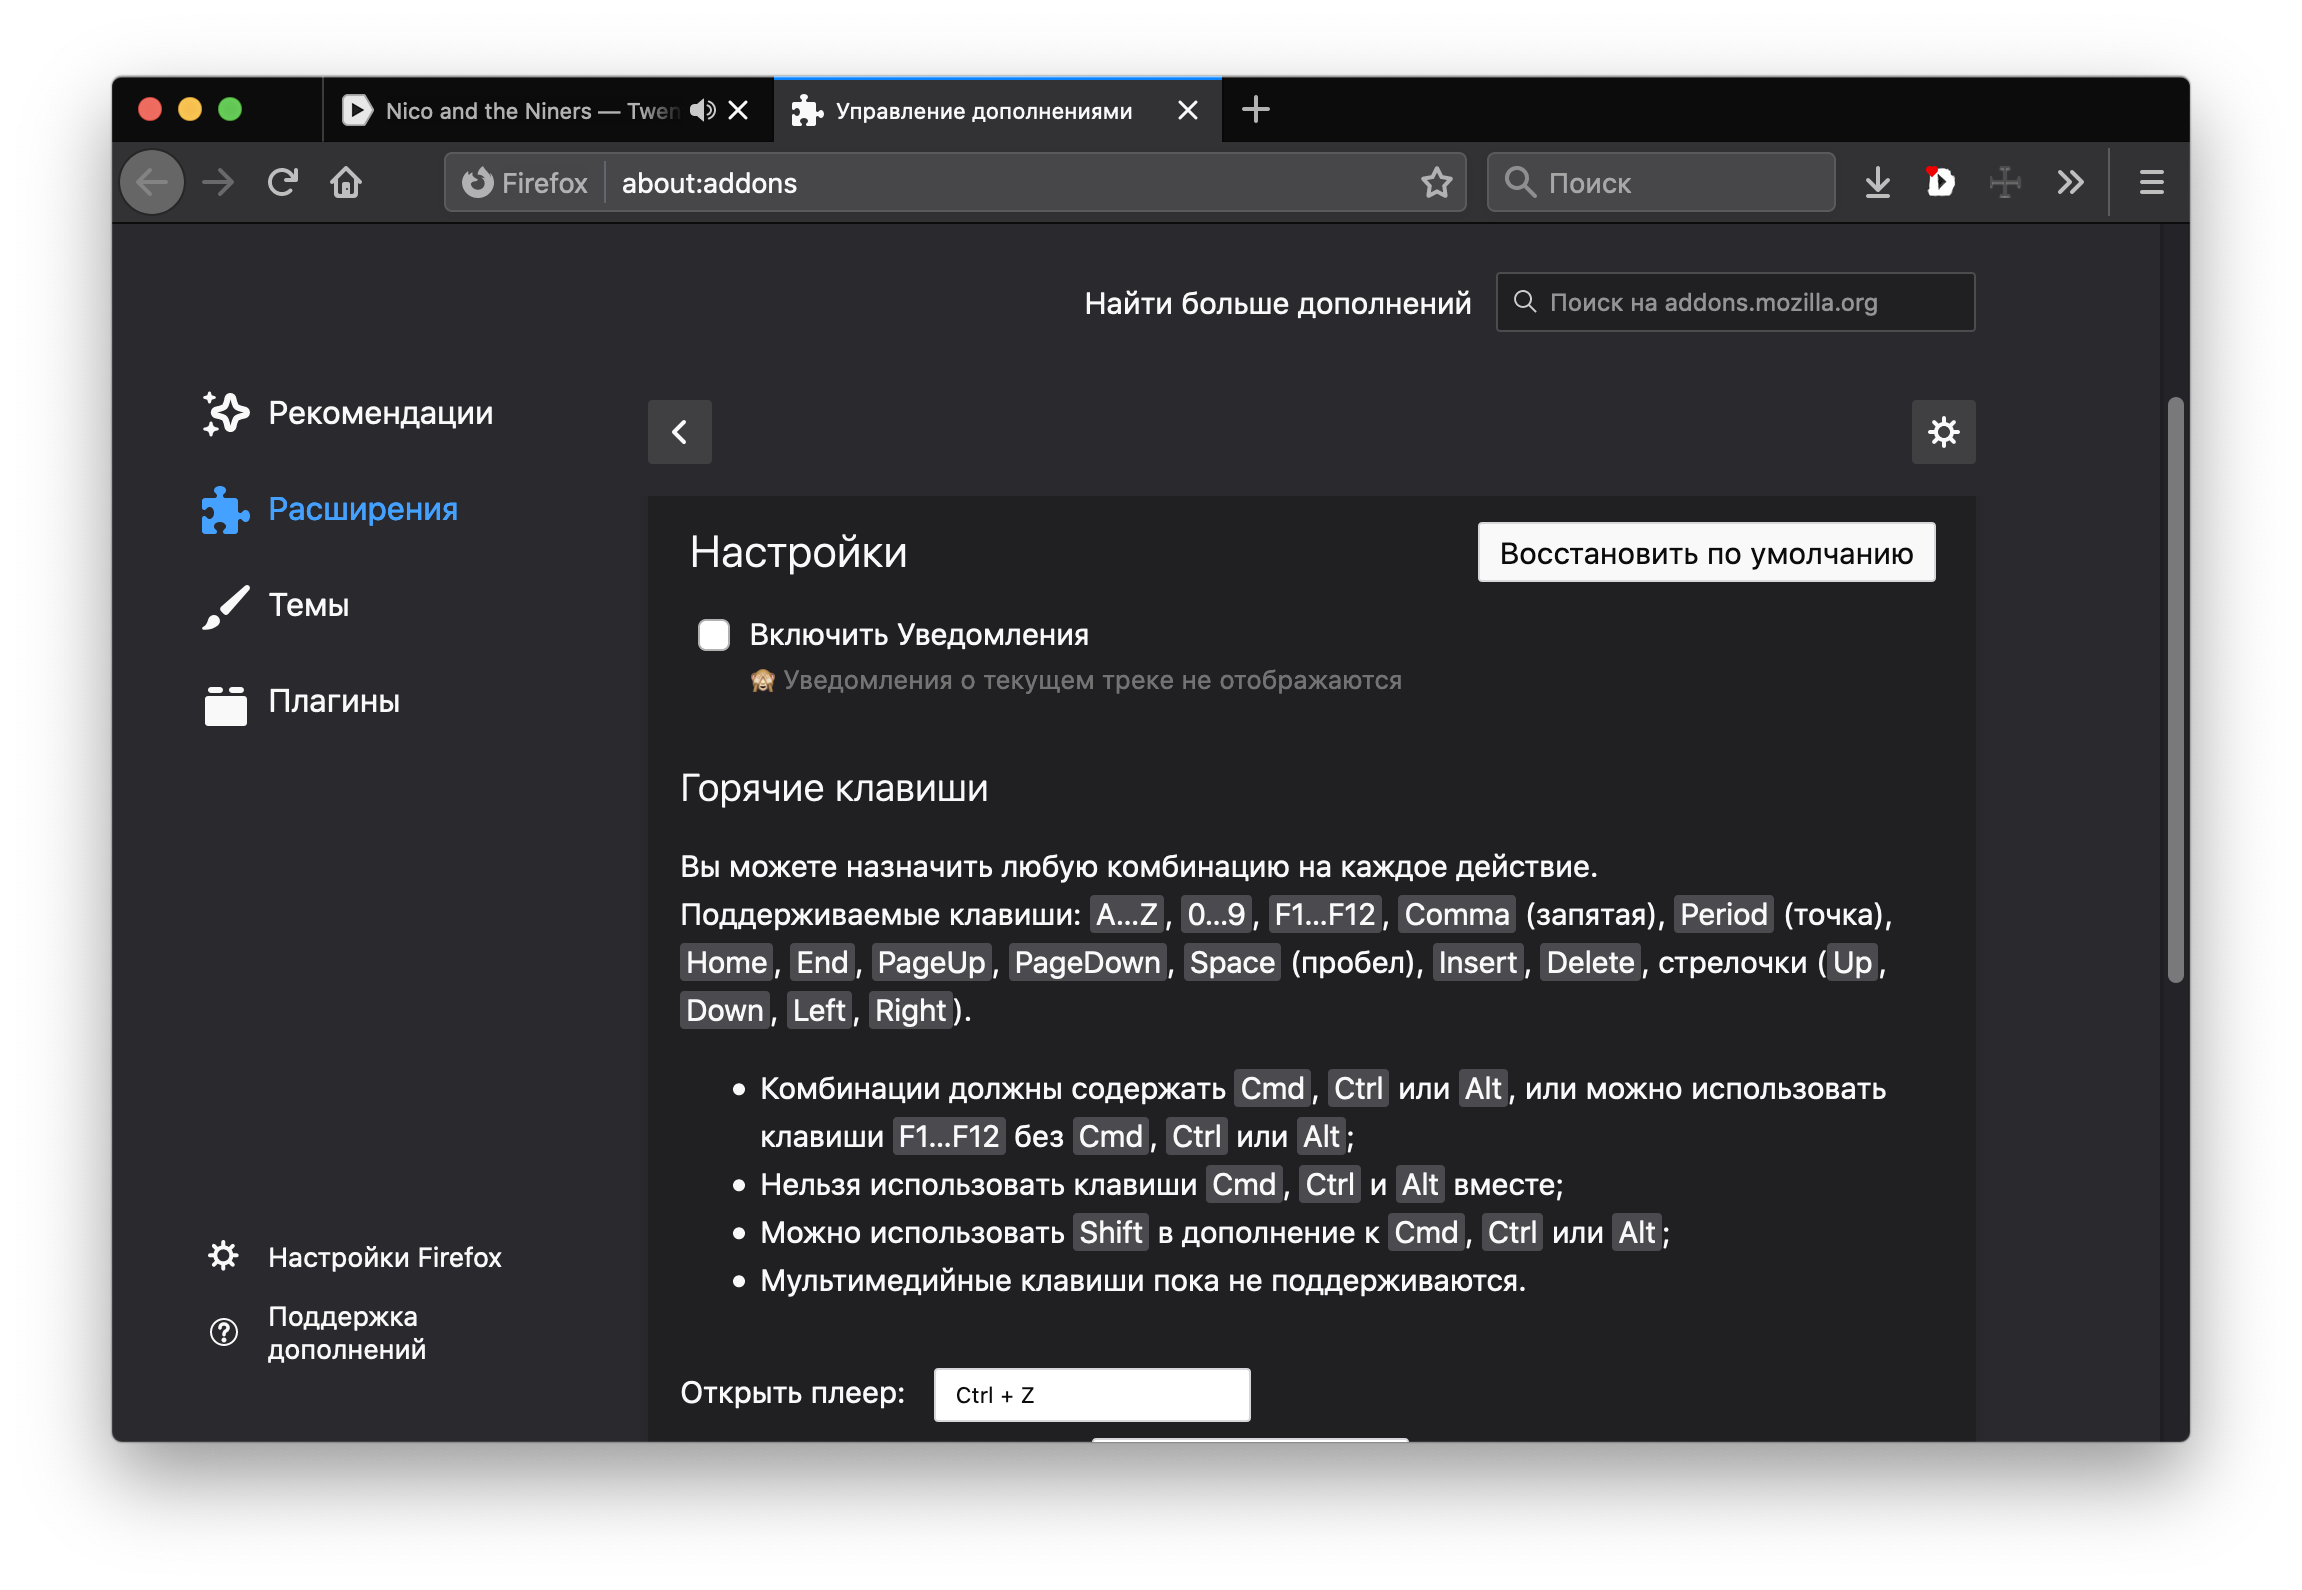 Nico and the Niners — Twen
Управление дополнениями
Firefox
about:addons
Поиск
Найти больше дополнений
Поиск на addons.mozilla.org
Рекомендации
Расширения
Темы
Плагины
Настройки Firefox
Поддержка
дополнений
Настройки
Восстановить по умолчанию
Включить Уведомления
🙈 Уведомления о текущем треке не отображаются
Горячие клавиши
Вы можете назначить любую комбинацию на каждое действие.
Поддерживаемые клавиши: A...Z, 0...9, F1...F12, Comma (запятая), Period (точка),
Home, End, PageUp, PageDown, Space (пробел), Insert, Delete, стрелочки (Up,
Down, Left, Right).
• Комбинации должны содержать Cmd, Ctrl или Alt, или можно использовать
клавиши F1...F12 без Cmd, Ctrl или Alt;
• Нельзя использовать клавиши Cmd, Ctrl и Alt вместе;
• Можно использовать Shift в дополнение к Cmd, Ctrl или Alt;
• Мультимедийные клавиши пока не поддерживаются.
Открыть плеер: Ctrl + Z